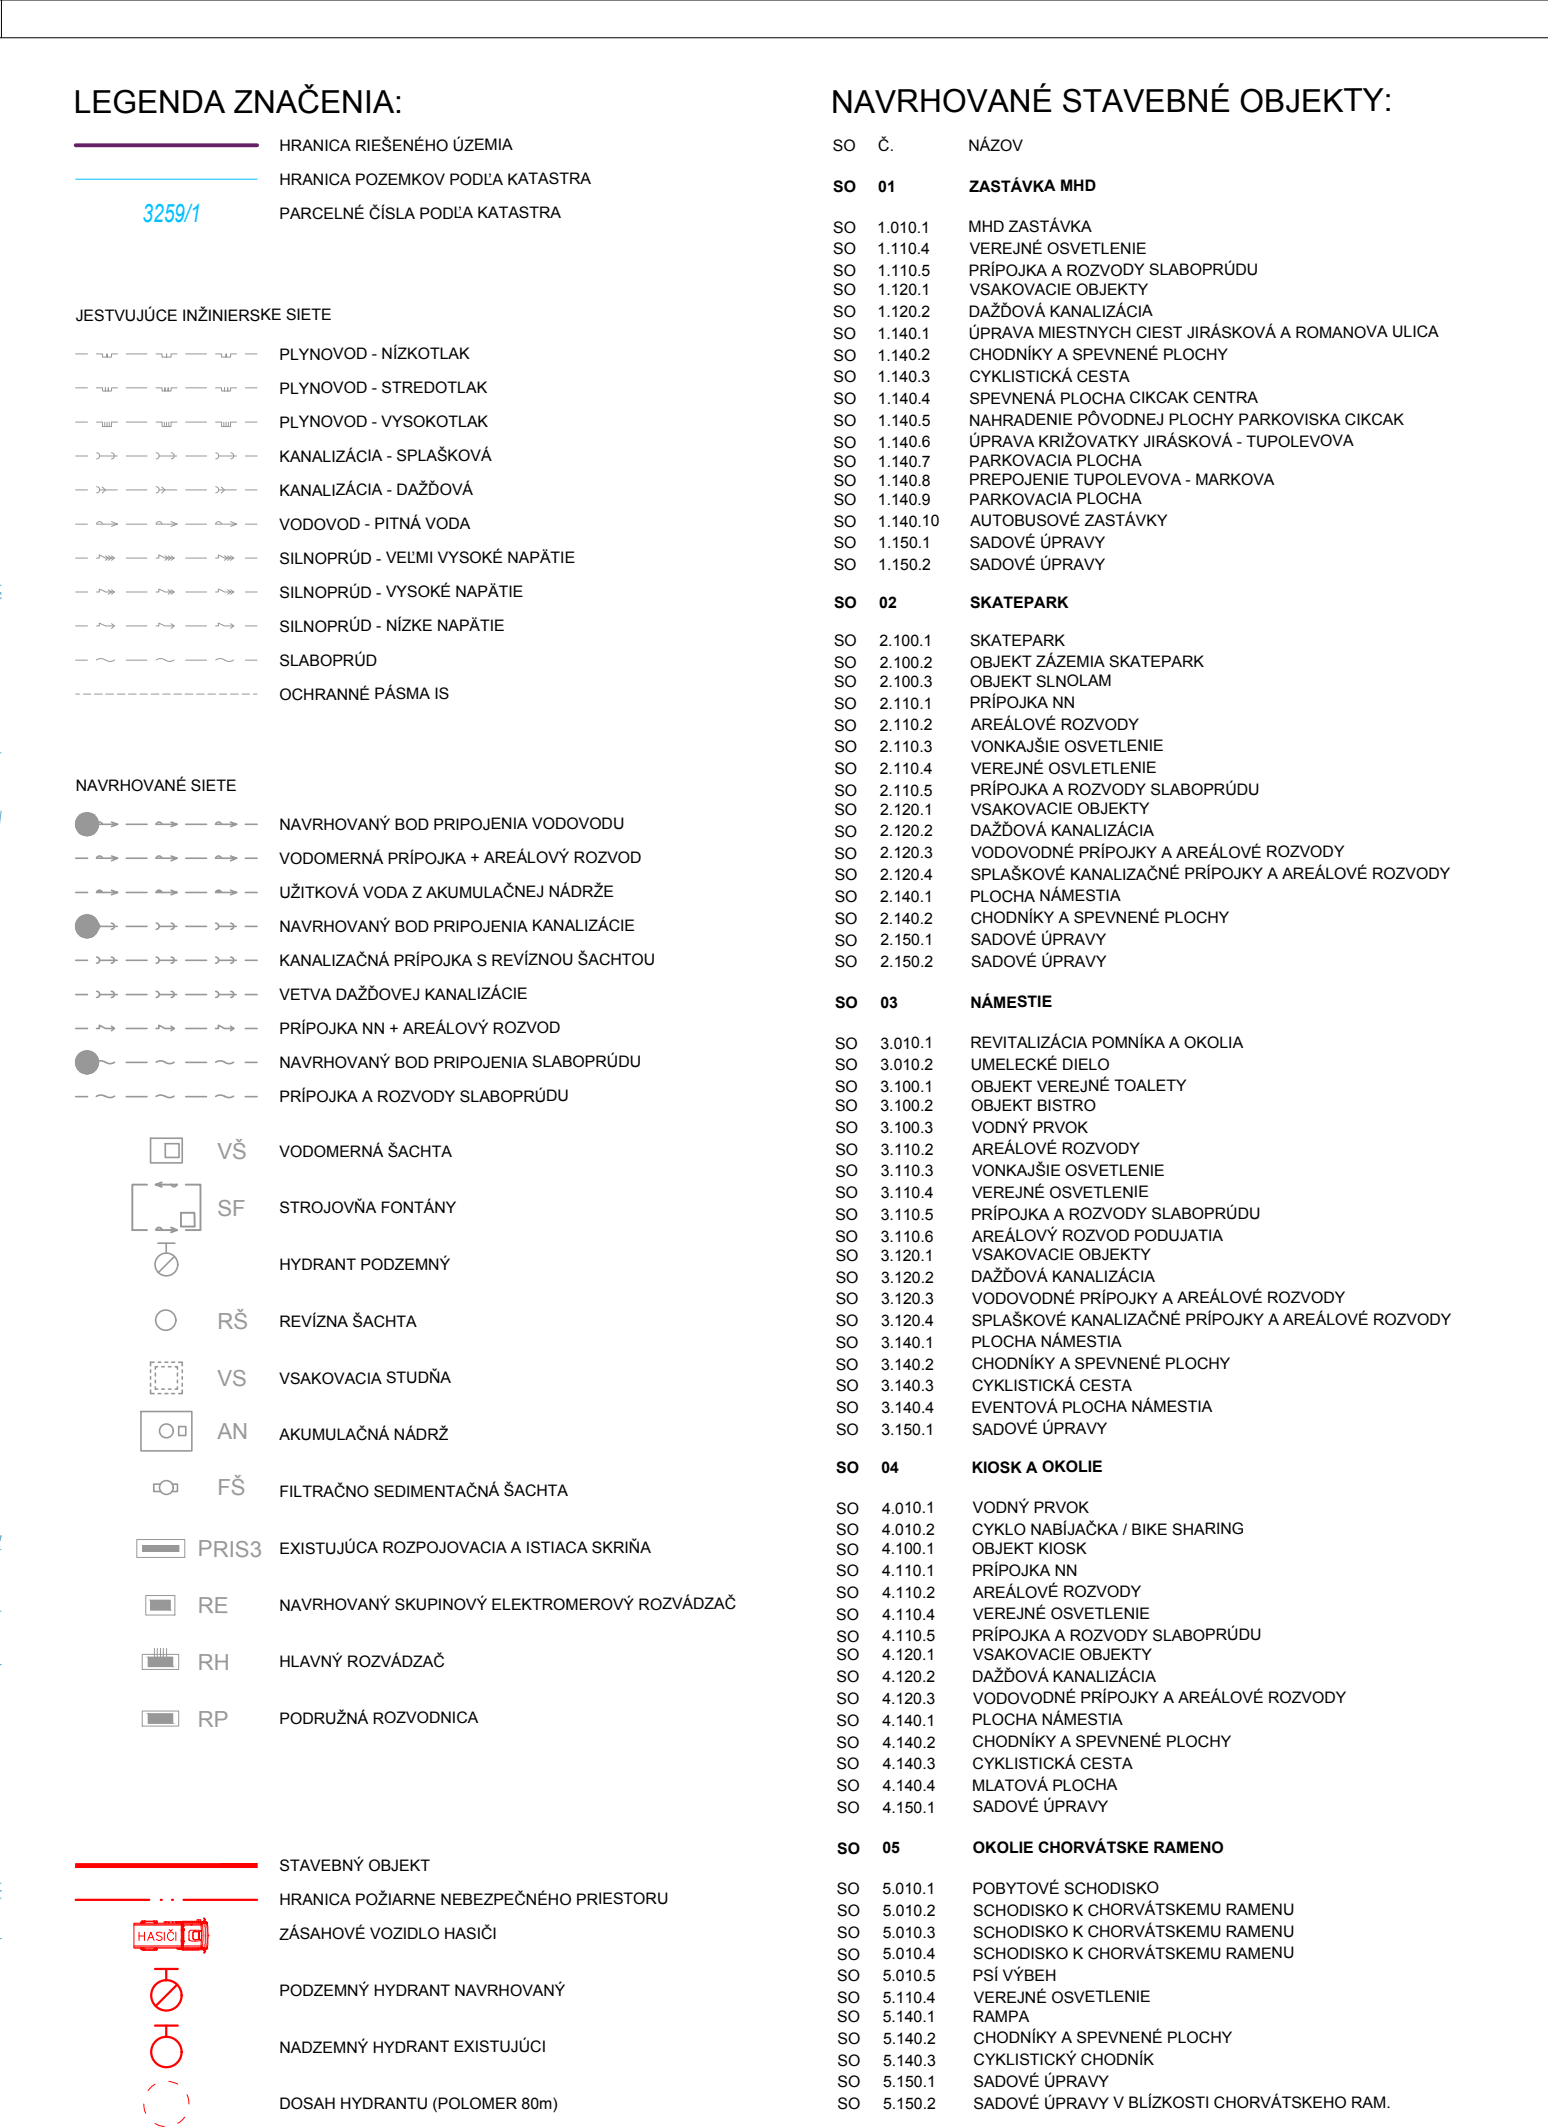 LEGENDA ZNAČENIA:
HRANICA RIEŠENÉHO ÚZEMIA
HRANICA POZEMKOV PODĽA KATASTRA
3259/1 PARCELNÉ ČÍSLA PODĽA KATASTRA
JESTVUJÚCE INŽINIERSKE SIETE
PLYNOVOD - NÍZKOTLAK
PLYNOVOD - STREDOTLAK
PLYNOVOD - VYSOKOTLAK
KANALIZÁCIA - SPLAŠKOVÁ
KANALIZÁCIA - DAŽĎOVÁ
VODOVOD - PITNÁ VODA
SILNOPRÚD - VEĽMI VYSOKÉ NAPÄTIE
SILNOPRÚD - VYSOKÉ NAPÄTIE
SILNOPRÚD - NÍZKE NAPÄTIE
SLABOPRÚD
OCHRANNÉ PÁSMA IS
NAVRHOVANÉ SIETE
NAVRHOVANÝ BOD PRIPOJENIA VODOVODU
VODOMERNÁ PRÍPOJKA + AREÁLOVÝ ROZVOD
UŽITKOVÁ VODA Z AKUMULAČNEJ NÁDRŽE
NAVRHOVANÝ BOD PRIPOJENIA KANALIZÁCIE
KANALIZAČNÁ PRÍPOJKA S REVÍZNOU ŠACHTOU
VETVA DAŽĎOVEJ KANALIZÁCIE
PRÍPOJKA NN + AREÁLOVÝ ROZVOD
NAVRHOVANÝ BOD PRIPOJENIA SLABOPRÚDU
PRÍPOJKA A ROZVODY SLABOPRÚDU
VŠ VODOMERNÁ ŠACHTA
SF STROJOVŇA FONTÁNY
HYDRANT PODZEMNÝ
RŠ REVÍZNA ŠACHTA
VS VSAKOVACIA STUDŇA
AN AKUMULAČNÁ NÁDRŽ
FŠ FILTRAČNO SEDIMENTAČNÁ ŠACHTA
PRIS3 EXISTUJÚCA ROZPOJOVACIA A ISTIACA SKRIŇA
RE NAVRHOVANÝ SKUPINOVÝ ELEKTROMEROVÝ ROZVÁDZAČ
RH HLAVNÝ ROZVÁDZAČ
RP PODRUŽNÁ ROZVODNICA
STAVEBNÝ OBJEKT
HRANICA POŽIARNE NEBEZPEČNÉHO PRIESTORU
HASIČI ZÁSAHOVÉ VOZIDLO HASIČI
PODZEMNÝ HYDRANT NAVRHOVANÝ
NADZEMNÝ HYDRANT EXISTUJÚCI
DOSAH HYDRANTU (POLOMER 80m)
NAVRHOVANÉ STAVEBNÉ OBJEKTY:
SO Č. NÁZOV
SO 01 ZASTÁVKA MHD
SO 1.010.1 MHD ZASTÁVKA
SO 1.110.4 VEREJNÉ OSVETLENIE
SO 1.110.5 PRÍPOJKA A ROZVODY SLABOPRÚDU
SO 1.120.1 VSAKOVACIE OBJEKTY
SO 1.120.2 DAŽĎOVÁ KANALIZÁCIA
SO 1.140.1 ÚPRAVA MIESTNYCH CIEST JIRÁSKOVÁ A ROMANOVA ULICA
SO 1.140.2 CHODNÍKY A SPEVNENÉ PLOCHY
SO 1.140.3 CYKLISTICKÁ CESTA
SO 1.140.4 SPEVNENÁ PLOCHA CIKCAK CENTRA
SO 1.140.5 NAHRADENIE PÔVODNEJ PLOCHY PARKOVISKA CIKCAK
SO 1.140.6 ÚPRAVA KRIŽOVATKY JIRÁSKOVÁ - TUPOLEVOVA
SO 1.140.7 PARKOVACIA PLOCHA
SO 1.140.8 PREPOJENIE TUPOLEVOVA - MARKOVA
SO 1.140.9 PARKOVACIA PLOCHA
SO 1.140.10 AUTOBUSOVÉ ZASTÁVKY
SO 1.150.1 SADOVÉ ÚPRAVY
SO 1.150.2 SADOVÉ ÚPRAVY
SO 02 SKATEPARK
SO 2.100.1 SKATEPARK
SO 2.100.2 OBJEKT ZÁZEMIA SKATEPARK
SO 2.100.3 OBJEKT SLNOLAM
SO 2.110.1 PRÍPOJKA NN
SO 2.110.2 AREÁLOVÉ ROZVODY
SO 2.110.3 VONKAJŠIE OSVETLENIE
SO 2.110.4 VEREJNÉ OSVLETLENIE
SO 2.110.5 PRÍPOJKA A ROZVODY SLABOPRÚDU
SO 2.120.1 VSAKOVACIE OBJEKTY
SO 2.120.2 DAŽĎOVÁ KANALIZÁCIA
SO 2.120.3 VODOVODNÉ PRÍPOJKY A AREÁLOVÉ ROZVODY
SO 2.120.4 SPLAŠKOVÉ KANALIZAČNÉ PRÍPOJKY A AREÁLOVÉ ROZVODY
SO 2.140.1 PLOCHA NÁMESTIA
SO 2.140.2 CHODNÍKY A SPEVNENÉ PLOCHY
SO 2.150.1 SADOVÉ ÚPRAVY
SO 2.150.2 SADOVÉ ÚPRAVY
SO 03 NÁMESTIE
SO 3.010.1 REVITALIZÁCIA POMNÍKA A OKOLIA
SO 3.010.2 UMELECKÉ DIELO
SO 3.100.1 OBJEKT VEREJNÉ TOALETY
SO 3.100.2 OBJEKT BISTRO
SO 3.100.3 VODNÝ PRVOK
SO 3.110.2 AREÁLOVÉ ROZVODY
SO 3.110.3 VONKAJŠIE OSVETLENIE
SO 3.110.4 VEREJNÉ OSVETLENIE
SO 3.110.5 PRÍPOJKA A ROZVODY SLABOPRÚDU
SO 3.110.6 AREÁLOVÝ ROZVOD PODUJATIA
SO 3.120.1 VSAKOVACIE OBJEKTY
SO 3.120.2 DAŽĎOVÁ KANALIZÁCIA
SO 3.120.3 VODOVODNÉ PRÍPOJKY A AREÁLOVÉ ROZVODY
SO 3.120.4 SPLAŠKOVÉ KANALIZAČNÉ PRÍPOJKY A AREÁLOVÉ ROZVODY
SO 3.140.1 PLOCHA NÁMESTIA
SO 3.140.2 CHODNÍKY A SPEVNENÉ PLOCHY
SO 3.140.3 CYKLISTICKÁ CESTA
SO 3.140.4 EVENTOVÁ PLOCHA NÁMESTIA
SO 3.150.1 SADOVÉ ÚPRAVY
SO 04 KIOSK A OKOLIE
SO 4.010.1 VODNÝ PRVOK
SO 4.010.2 CYKLO NABÍJAČKA / BIKE SHARING
SO 4.100.1 OBJEKT KIOSK
SO 4.110.1 PRÍPOJKA NN
SO 4.110.2 AREÁLOVÉ ROZVODY
SO 4.110.4 VEREJNÉ OSVETLENIE
SO 4.110.5 PRÍPOJKA A ROZVODY SLABOPRÚDU
SO 4.120.1 VSAKOVACIE OBJEKTY
SO 4.120.2 DAŽĎOVÁ KANALIZÁCIA
SO 4.120.3 VODOVODNÉ PRÍPOJKY A AREÁLOVÉ ROZVODY
SO 4.140.1 PLOCHA NÁMESTIA
SO 4.140.2 CHODNÍKY A SPEVNENÉ PLOCHY
SO 4.140.3 CYKLISTICKÁ CESTA
SO 4.140.4 MLATOVÁ PLOCHA
SO 4.150.1 SADOVÉ ÚPRAVY
SO 05 OKOLIE CHORVÁTSKE RAMENO
SO 5.010.1 POBYTOVÉ SCHODISKO
SO 5.010.2 SCHODISKO K CHORVÁTSKEMU RAMENU
SO 5.010.3 SCHODISKO K CHORVÁTSKEMU RAMENU
SO 5.010.4 SCHODISKO K CHORVÁTSKEMU RAMENU
SO 5.010.5 PSÍ VÝBEH
SO 5.110.4 VEREJNÉ OSVETLENIE
SO 5.140.1 RAMPA
SO 5.140.2 CHODNÍKY A SPEVNENÉ PLOCHY
SO 5.140.3 CYKLISTICKÝ CHODNÍK
SO 5.150.1 SADOVÉ ÚPRAVY
SO 5.150.2 SADOVÉ ÚPRAVY V BLÍZKOSTI CHORVÁTSKEHO RAM.